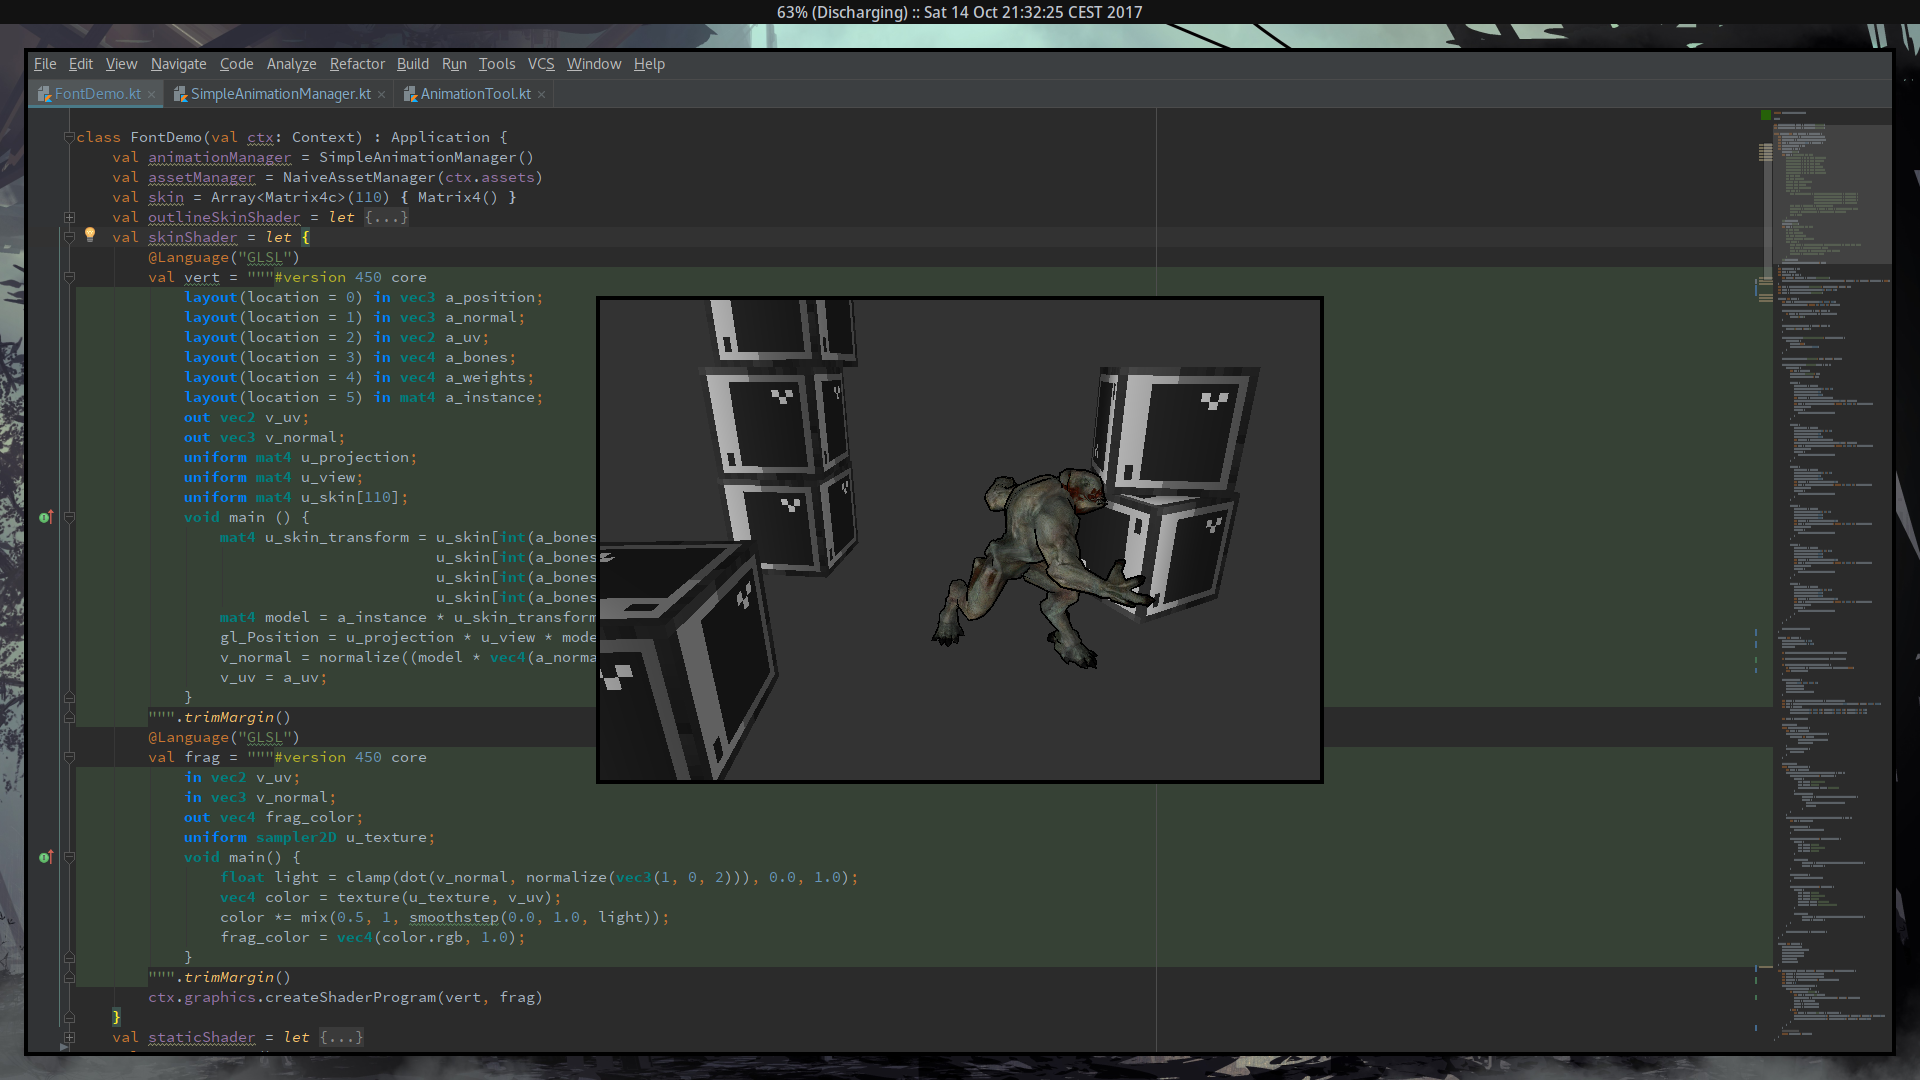 63% (Discharging) :: Sat 14 Oct 21:32:25 CEST 2017
File Edit View Navigate Code Analyze Refactor Build Run Tools VCS Window Help
FontDemo.kt SimpleAnimationManager.kt AnimationTool.kt
class FontDemo(val ctx: Context) : Application {
val animationManager = SimpleAnimationManager()
val assetManager = NaiveAssetManager(ctx.assets)
val skin = Array<Matrix4c>(110) { Matrix4() }
val outlineSkinShader = let {...}
val skinShader = let {
@Language("GLSL")
val vert = """#version 450 core
layout(location = 0) in vec3 a_position;
layout(location = 1) in vec3 a_normal;
layout(location = 2) in vec2 a_uv;
layout(location = 3) in vec4 a_bones;
layout(location = 4) in vec4 a_weights;
layout(location = 5) in mat4 a_instance;
out vec2 v_uv;
out vec3 v_normal;
uniform mat4 u_projection;
uniform mat4 u_view;
uniform mat4 u_skin[110];
void main () {
mat4 u_skin_transform = u_skin[int(a_bones
u_skin[int(a_bones
u_skin[int(a_bones
u_skin[int(a_bones
mat4 model = a_instance * u_skin_transform
gl_Position = u_projection * u_view * mode
v_normal = normalize((model * vec4(a_norma
v_uv = a_uv;
}
""".trimMargin()
@Language("GLSL")
val frag = """#version 450 core
in vec2 v_uv;
in vec3 v_normal;
out vec4 frag_color;
uniform sampler2D u_texture;
void main() {
float light = clamp(dot(v_normal, normalize(vec3(1, 0, 2))), 0.0, 1.0);
vec4 color = texture(u_texture, v_uv);
color *= mix(0.5, 1, smoothstep(0.0, 1.0, light));
frag_color = vec4(color.rgb, 1.0);
}
""".trimMargin()
ctx.graphics.createShaderProgram(vert, frag)
}
val staticShader = let {...}